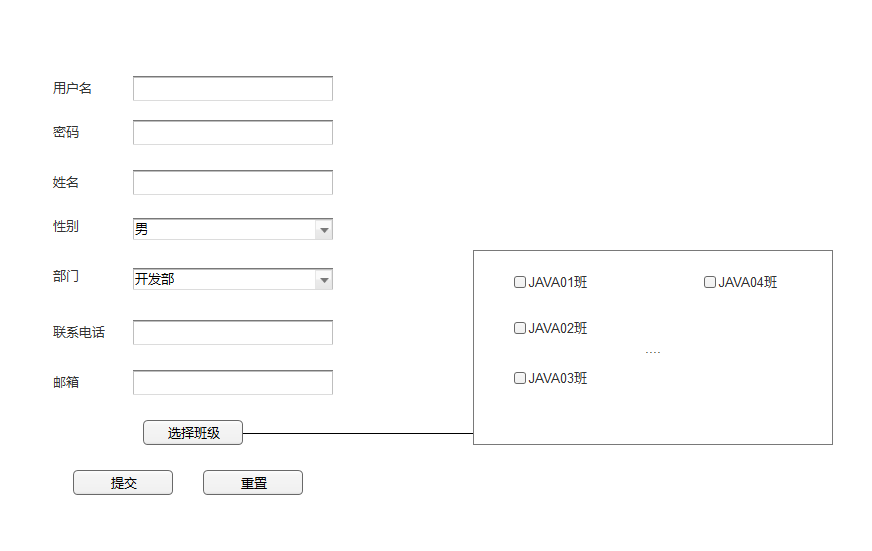 用户名
密码
姓名
性别 男
部门 开发部
联系电话
邮箱
选择班级
提交 重置
JAVA01班 JAVA04班
JAVA02班
....
JAVA03班